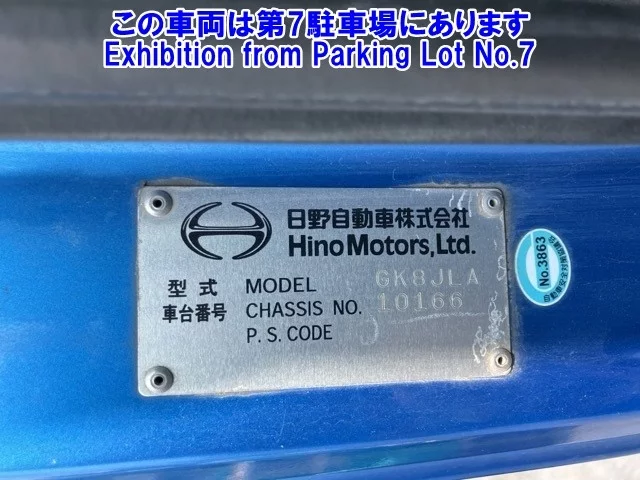 この車両は第7駐車場にあります
Exhibition from Parking Lot No.7
日野自動車株式会社
Hino Motors, Ltd.
型式 MODEL GK8JLA
車台番号 CHASSIS NO. 10166
P. S. CODE
No.3863